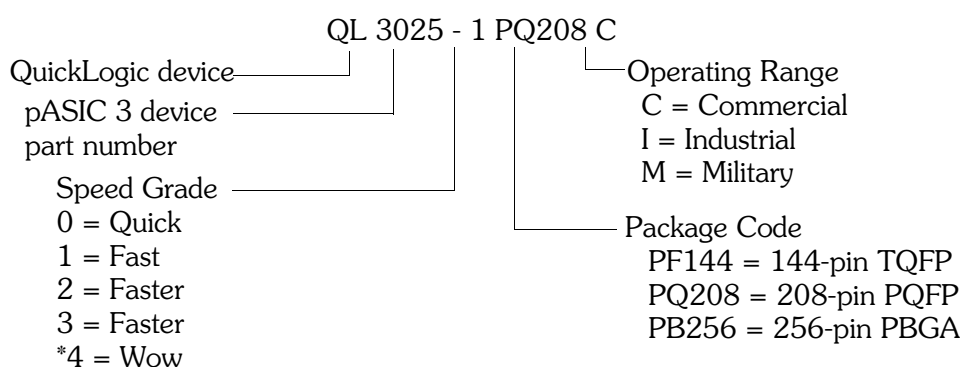 QL 3025 - 1 PQ208 C
QuickLogic device
pASIC 3 device
part number
Speed Grade
0 = Quick
1 = Fast
2 = Faster
3 = Faster
*4 = Wow
Operating Range
C = Commercial
I = Industrial
M = Military
Package Code
PF144 = 144-pin TQFP
PQ208 = 208-pin PQFP
PB256 = 256-pin PBGA